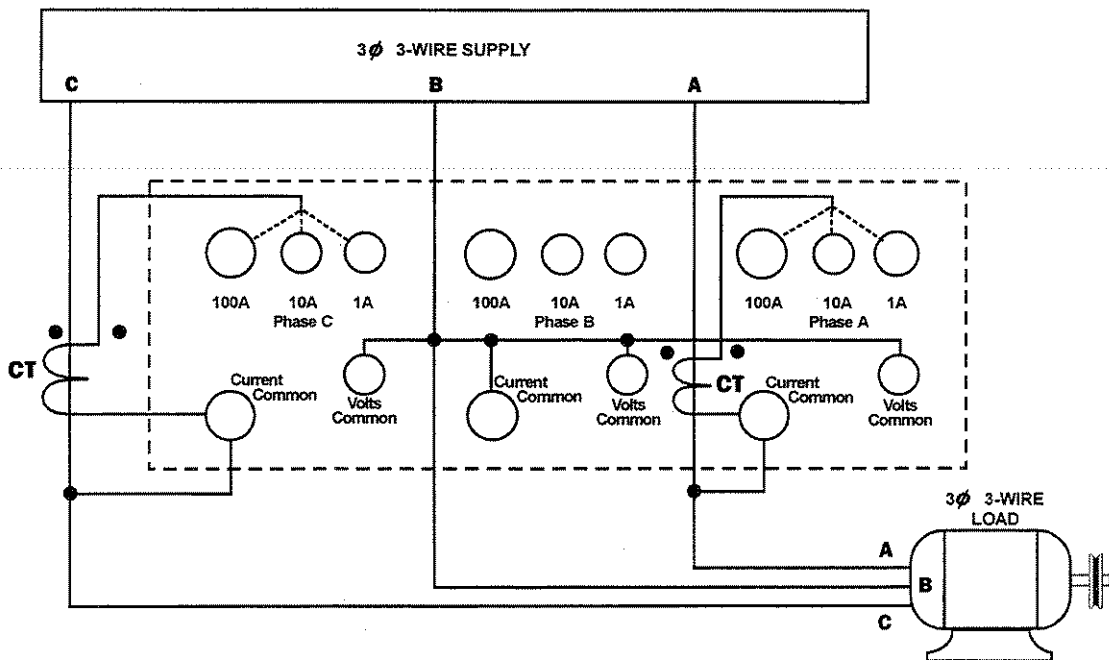 3ϕ 3-WIRE SUPPLY
C B A
100A 10A 1A
Phase C
100A 10A 1A
Phase B
100A 10A 1A
Phase A
CT
Current
Common
Volts
Common
Current
Common
Volts
Common
CT
Current
Common
Volts
Common
3ϕ 3-WIRE
LOAD
A
B
C